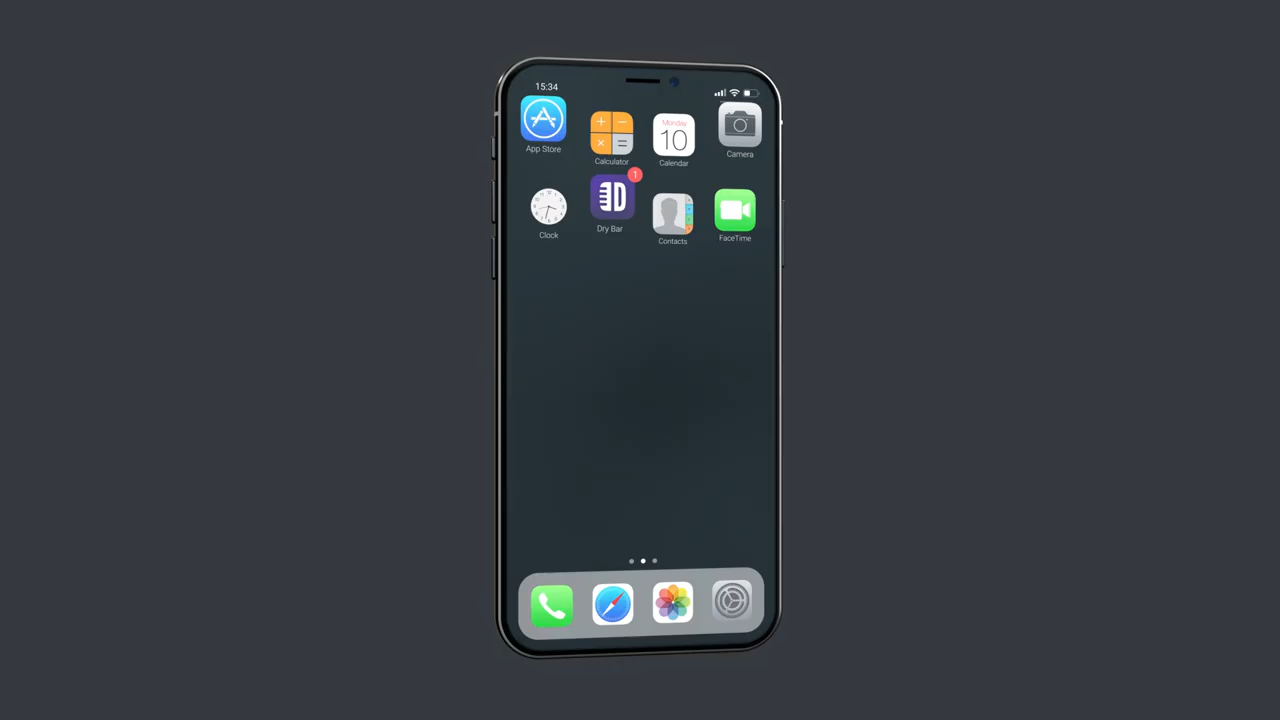 15:34
App Store
Calculator
Monday
10
Calendar
Camera
Clock
1
Dry Bar
Contacts
FaceTime